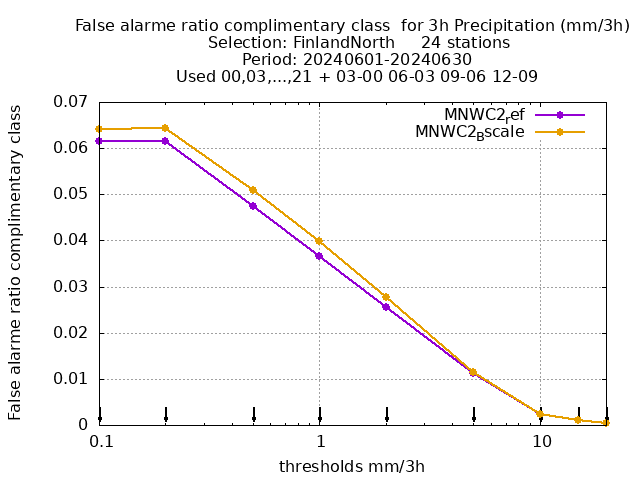 False alarme ratio complimentary class  for 3h Precipitation (mm/3h)
Selection: FinlandNorth     24 stations
Period: 20240601-20240630
Used 00,03,...,21 + 03-00 06-03 09-06 12-09
False alarme ratio complimentary class
0.07
0.06
0.05
0.04
0.03
0.02
0.01
0
MNWC2_ref
MNWC2_Bscale
0.1
1
10
thresholds mm/3h